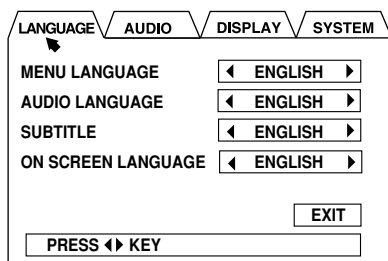 LANGUAGE AUDIO DISPLAY SYSTEM
MENU LANGUAGE ENGLISH
AUDIO LANGUAGE ENGLISH
SUBTITLE ENGLISH
ON SCREEN LANGUAGE ENGLISH
EXIT
PRESS ◀▶ KEY